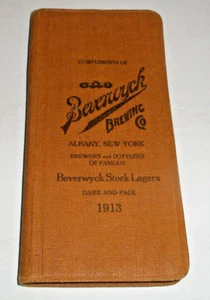 COMPLIMENTS OF
Beverwyck
BREWING
Co
ALBANY, NEW YORK
BREWERS AND BOTTLERS
OF FAMOUS
Beverwyck Stock Lagers
DARK AND PALE
1913